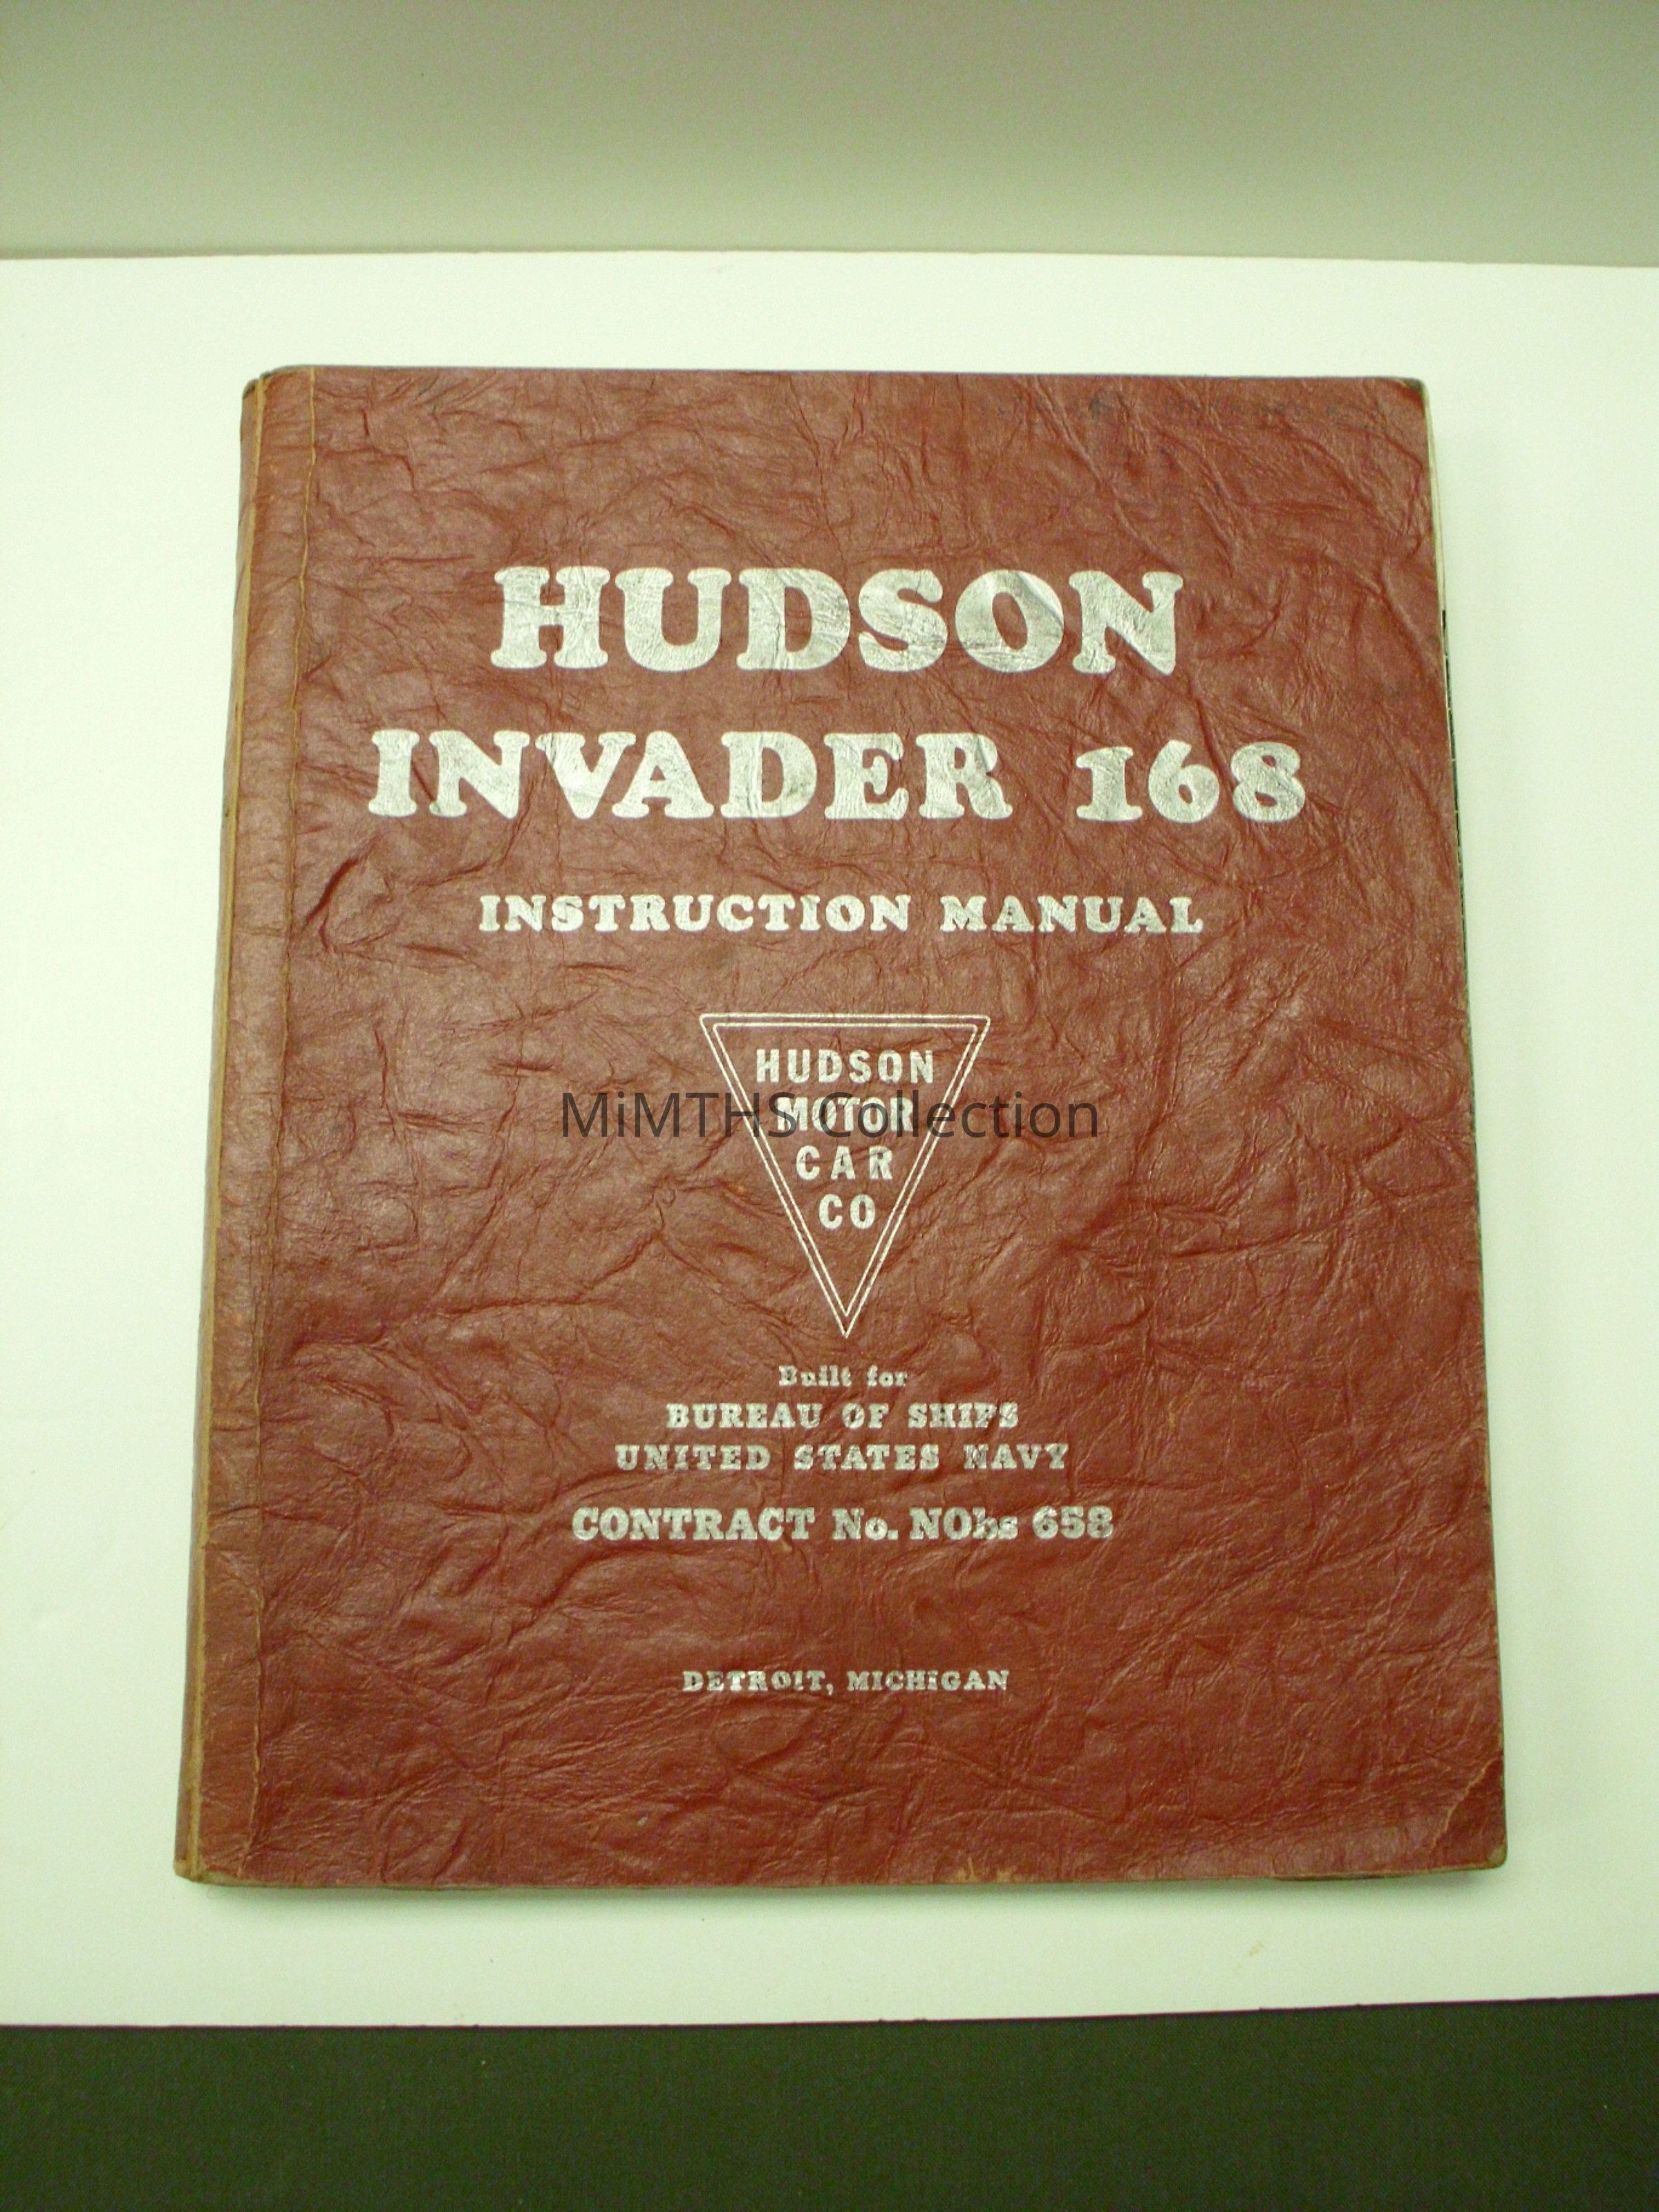 HUDSON
INVADER 168
INSTRUCTION MANUAL
HUDSON
MOTOR
CAR
CO
MiMTHS Collection
Built for
BUREAU OF SHIPS
UNITED STATES NAVY
CONTRACT No. NObs 658
DETROIT, MICHIGAN